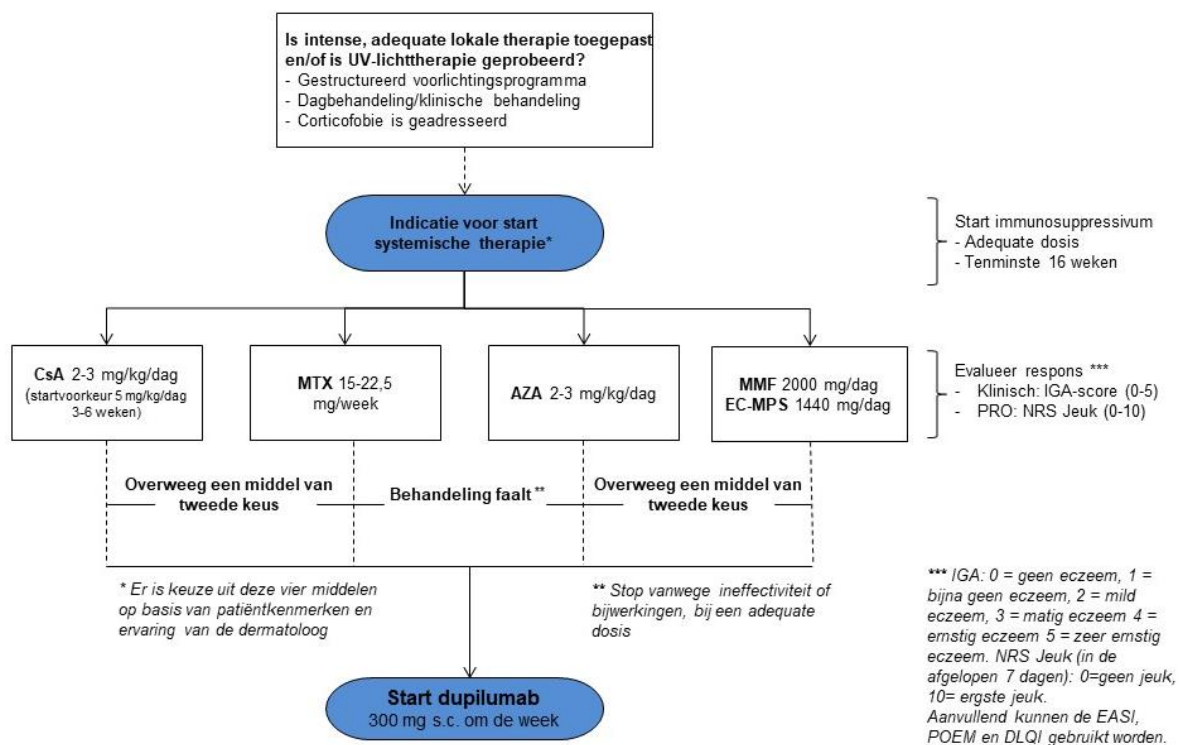 Is intense, adequate lokale therapie toegepast
en/of is UV-lichttherapie geprobeerd?
- Gestructureerd voorlichtingsprogramma
- Dagbehandeling/klinische behandeling
- Corticofobie is geadresseerd
Indicatie voor start
systemische therapie*
Start immunosuppressivum
- Adequate dosis
- Tenminste 16 weken
CsA 2-3 mg/kg/dag
(startvoorkeur 5 mg/kg/dag
3-6 weken)
MTX 15-22,5
mg/week
AZA 2-3 mg/kg/dag
MMF 2000 mg/dag
EC-MPS 1440 mg/dag
Evalueer respons ***
- Klinisch: IGA-score (0-5)
- PRO: NRS Jeuk (0-10)
Overweeg een middel van
tweede keus
Behandeling faalt **
Overweeg een middel van
tweede keus
* Er is keuze uit deze vier middelen
op basis van patiëntkenmerken en
ervaring van de dermatoloog
** Stop vanwege ineffectiviteit of
bijwerkingen, bij een adequate
dosis
*** IGA: 0 = geen eczeem, 1 =
bijna geen eczeem, 2 = mild
eczeem, 3 = matig eczeem 4 =
ernstig eczeem 5 = zeer ernstig
eczeem. NRS Jeuk (in de
afgelopen 7 dagen): 0=geen jeuk,
10= ergste jeuk.
Aanvullend kunnen de EASI,
POEM en DLQI gebruikt worden.
Start dupilumab
300 mg s.c. om de week